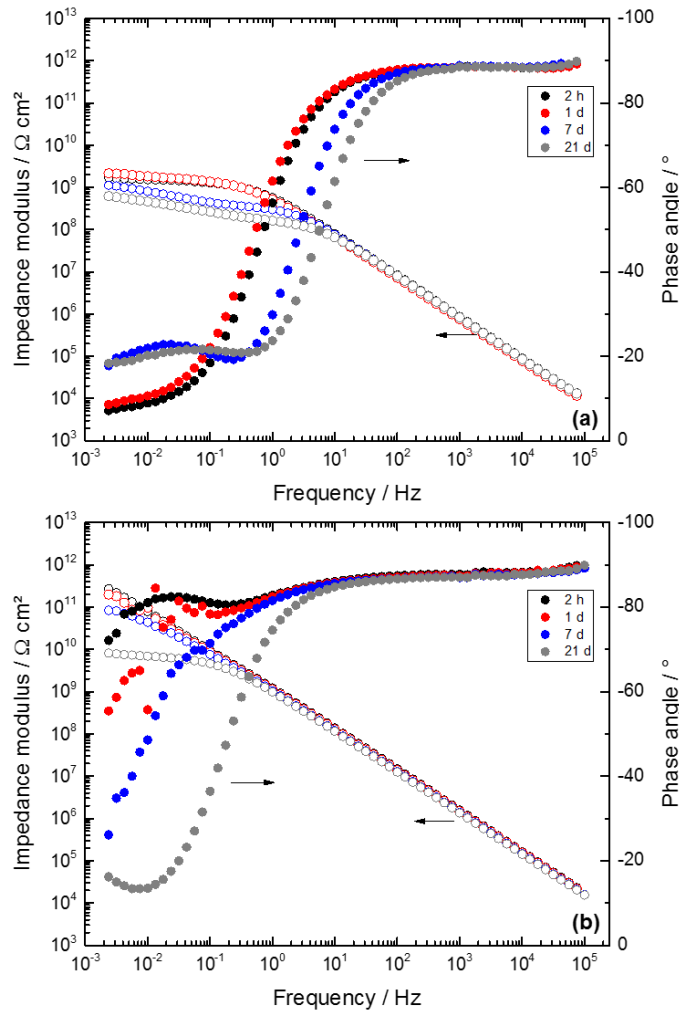 10¹³
10¹²
10¹¹
10¹⁰
10⁹
10⁸
10⁷
10⁶
10⁵
10⁴
10³
Impedance modulus / Ω cm²
-100
-80
-60
-40
-20
0
Phase angle / °
2 h
1 d
7 d
21 d
(a)
10⁻³ 10⁻² 10⁻¹ 10⁰ 10¹ 10² 10³ 10⁴ 10⁵
Frequency / Hz
10¹³
10¹²
10¹¹
10¹⁰
10⁹
10⁸
10⁷
10⁶
10⁵
10⁴
10³
Impedance modulus / Ω cm²
-100
-80
-60
-40
-20
0
Phase angle / °
2 h
1 d
7 d
21 d
(b)
10⁻³ 10⁻² 10⁻¹ 10⁰ 10¹ 10² 10³ 10⁴ 10⁵
Frequency / Hz